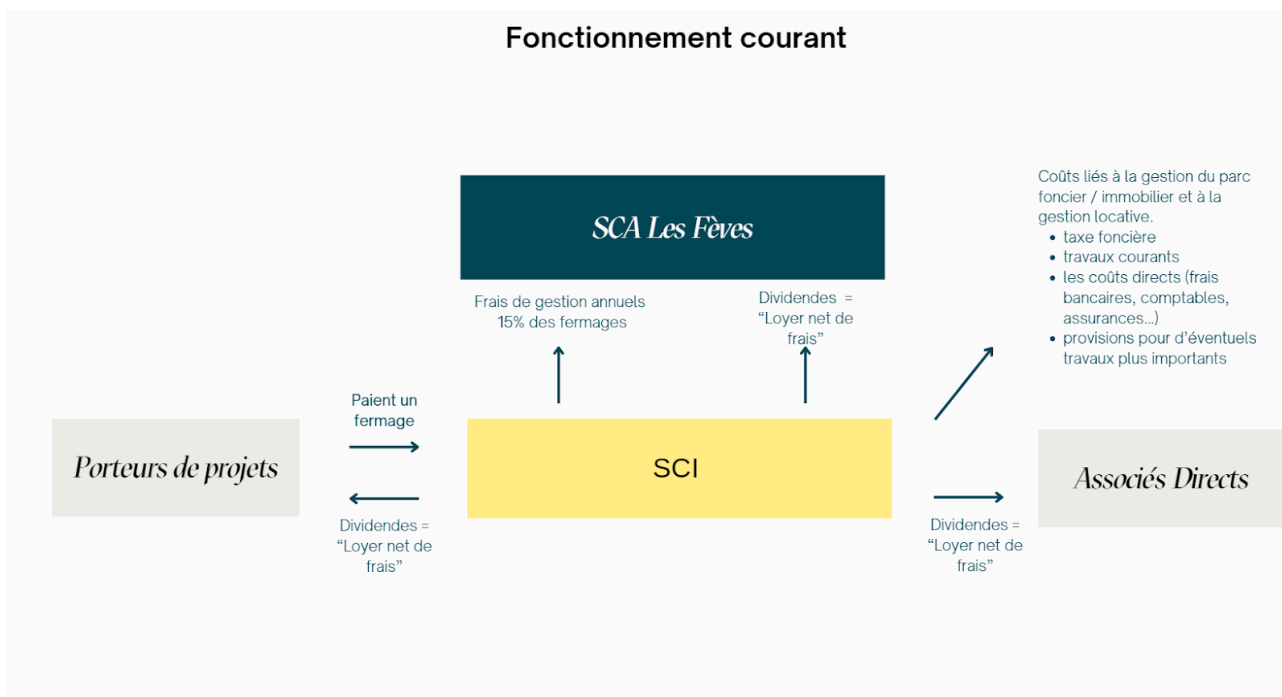 Fonctionnement courant
SCA Les Fèves
Coûts liés à la gestion du parc
foncier / immobilier et à la
gestion locative.
• taxe foncière
• travaux courants
• les coûts directs (frais
bancaires, comptables,
assurances...)
• provisions pour d’éventuels
travaux plus importants
Frais de gestion annuels
15% des fermages
Dividendes =
“Loyer net de
frais”
Paient un
fermage
Porteurs de projets
SCI
Associés Directs
Dividendes =
“Loyer net de
frais”
Dividendes =
“Loyer net de
frais”